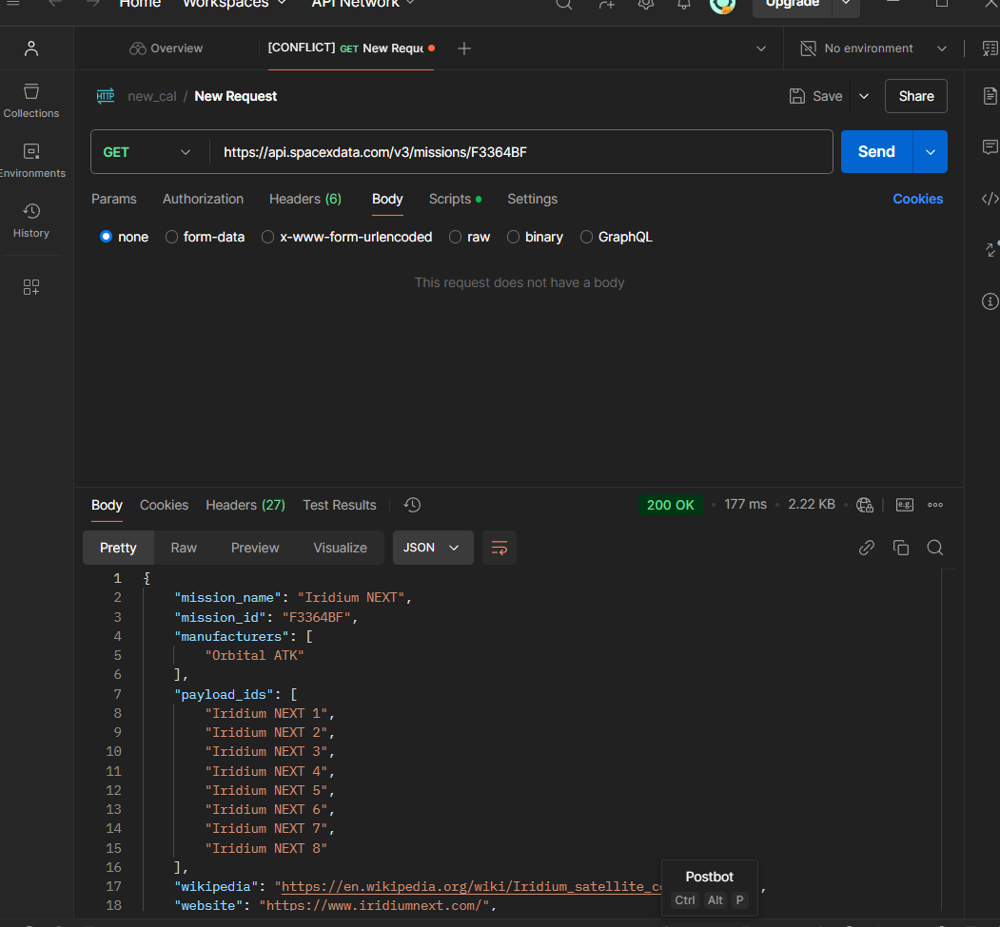 Home Workspaces API Network Upgrade
Overview [CONFLICT] GET New Reque No environment
new_cal / New Request Save Share
Collections
GET https://api.spacexdata.com/v3/missions/F3364BF Send
Environments
Params Authorization Headers (6) Body Scripts Settings Cookies
History
none form-data x-www-form-urlencoded raw binary GraphQL
This request does not have a body
Body Cookies Headers (27) Test Results 200 OK 177 ms 2.22 KB e.g.
Pretty Raw Preview Visualize JSON
1 {
2 "mission_name": "Iridium NEXT",
3 "mission_id": "F3364BF",
4 "manufacturers": [
5 "Orbital ATK"
6 ],
7 "payload_ids": [
8 "Iridium NEXT 1",
9 "Iridium NEXT 2",
10 "Iridium NEXT 3",
11 "Iridium NEXT 4",
12 "Iridium NEXT 5",
13 "Iridium NEXT 6",
14 "Iridium NEXT 7",
15 "Iridium NEXT 8"
16 ],
17 "wikipedia": "https://en.wikipedia.org/wiki/Iridium_satellite_co ,
18 "website": "https://www.iridiumnext.com/",
Postbot
Ctrl Alt P